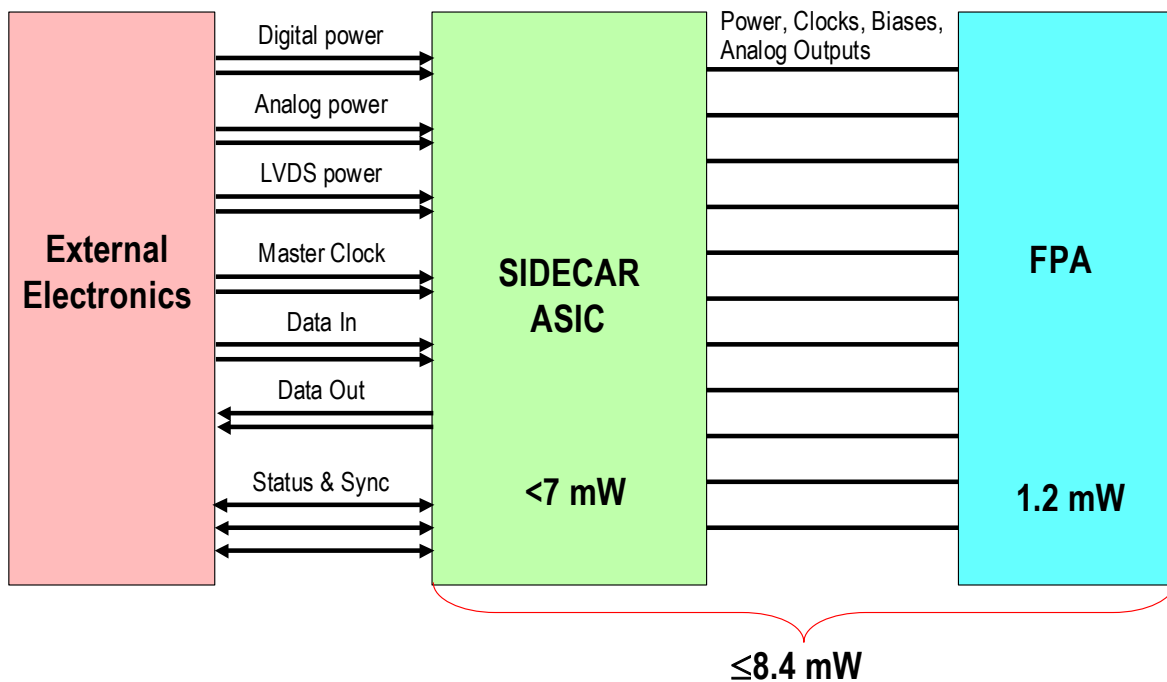 Digital power
Analog power
LVDS power
Master Clock
Data In
Data Out
Status & Sync
External
Electronics
SIDECAR
ASIC
<7 mW
Power, Clocks, Biases,
Analog Outputs
FPA
1.2 mW
≤8.4 mW